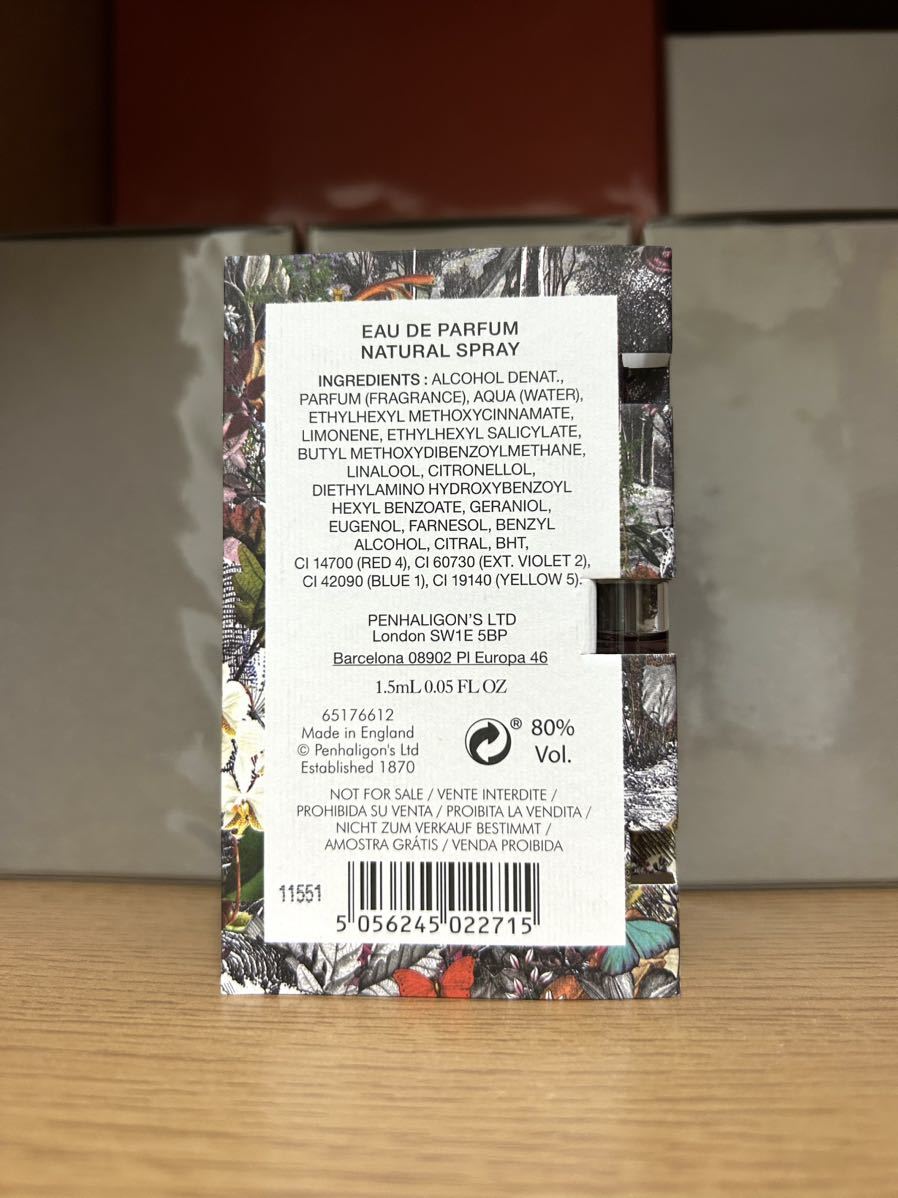 EAU DE PARFUM
NATURAL SPRAY
INGREDIENTS : ALCOHOL DENAT.,
PARFUM (FRAGRANCE), AQUA (WATER),
ETHYLHEXYL METHOXYCINNAMATE,
LIMONENE, ETHYLHEXYL SALICYLATE,
BUTYL METHOXYDIBENZOYLMETHANE,
LINALOOL, CITRONELLOL,
DIETHYLAMINO HYDROXYBENZOYL
HEXYL BENZOATE, GERANIOL,
EUGENOL, FARNESOL, BENZYL
ALCOHOL, CITRAL, BHT,
CI 14700 (RED 4), CI 60730 (EXT. VIOLET 2),
CI 42090 (BLUE 1), CI 19140 (YELLOW 5).
PENHALIGON'S LTD
London SW1E 5BP
Barcelona 08902 Pl Europa 46
1.5mL 0.05 FL OZ
65176612
Made in England
© Penhaligon's Ltd
Established 1870
® 80%
Vol.
NOT FOR SALE / VENTE INTERDITE /
PROHIBIDA SU VENTA / PROIBITA LA VENDITA /
NICHT ZUM VERKAUF BESTIMMT /
AMOSTRA GRÁTIS / VENDA PROIBIDA
11551
5 056245 022715